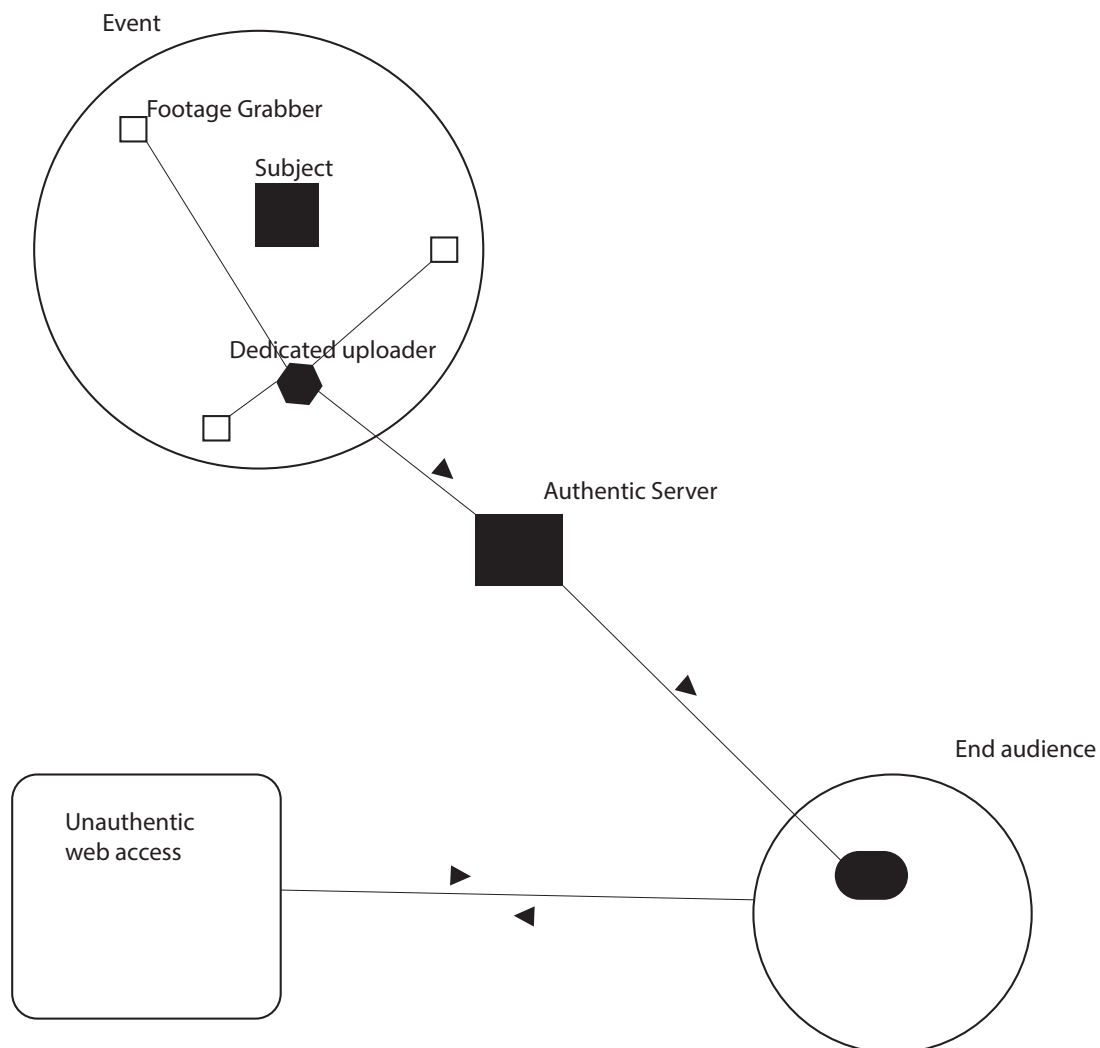 Event
Footage Grabber
Subject
Dedicated uploader
Authentic Server
End audience
Unauthentic
web access